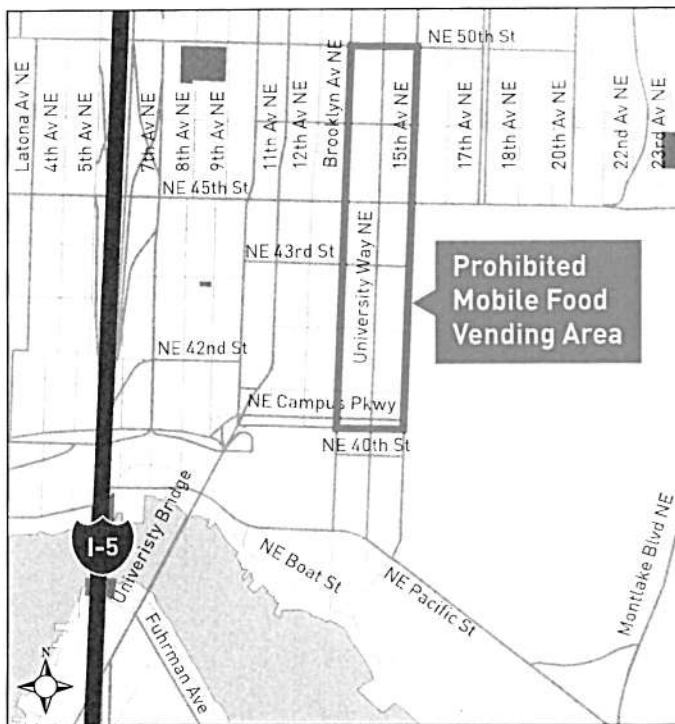 NE 50th St
Latona Av NE
4th Av NE
5th Av NE
7th Av NE
8th Av NE
9th Av NE
11th Av NE
12th Av NE
Brooklyn Av NE
15th Av NE
17th Av NE
18th Av NE
20th Av NE
22nd Av NE
23rd Av NE
NE 45th St
University Way NE
NE 43rd St
Prohibited
Mobile Food
Vending Area
NE 42nd St
NE Campus Pkwy
NE 40th St
Univeristy Bridge
I-5
NE Boat St
NE Pacific St
Montlake Blvd NE
Fuhrman Ave
N